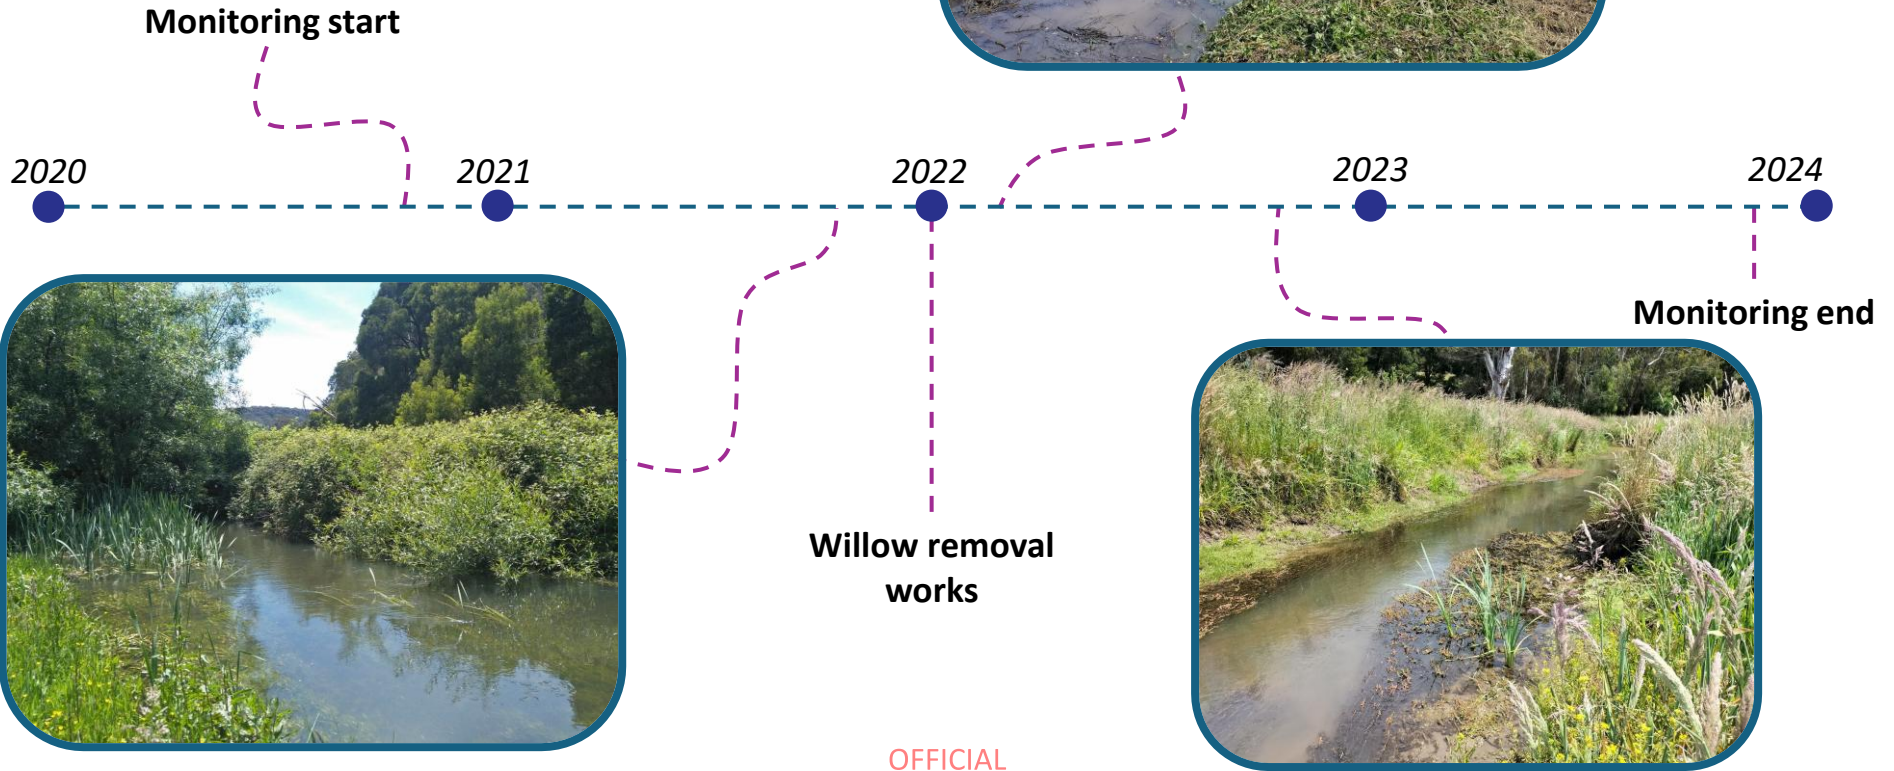 Monitoring start
2020
2021
2022
2023
2024
Monitoring end
Willow removal
works
OFFICIAL